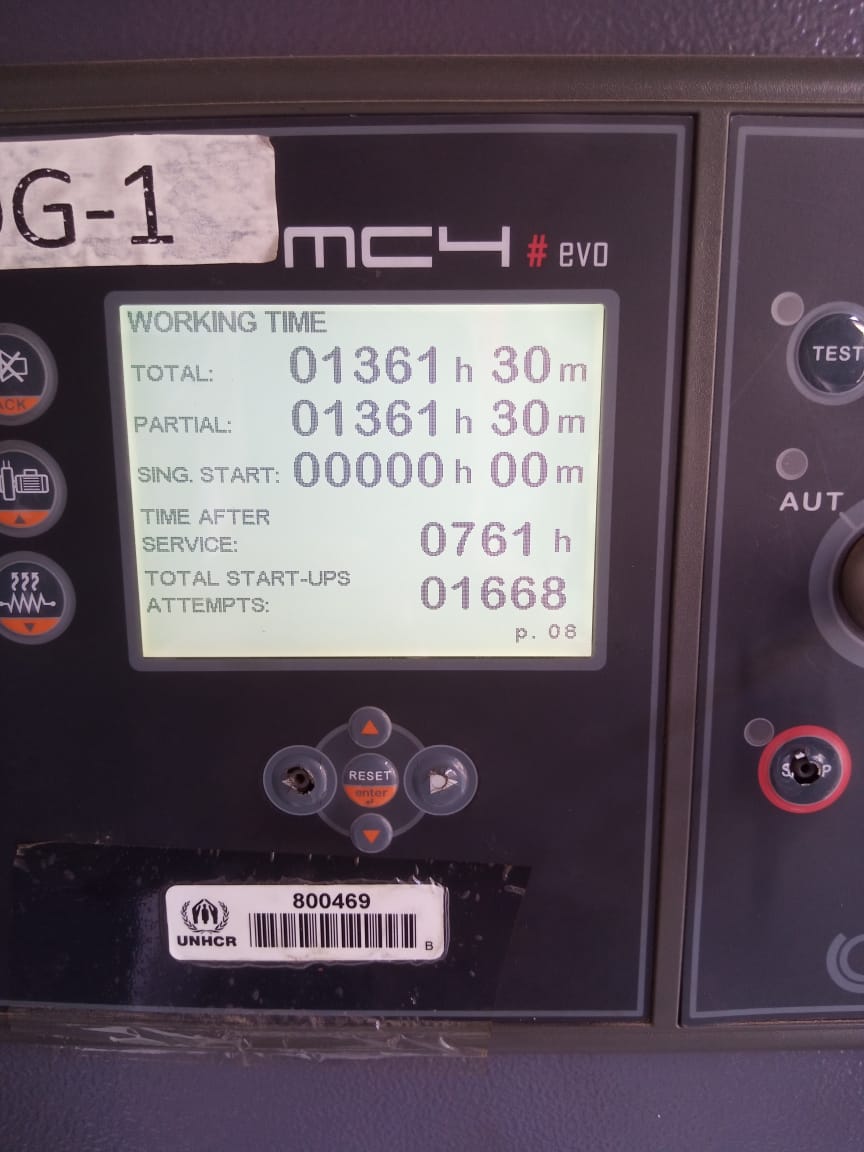 G-1
mc4 # evo
WORKING TIME
TOTAL: 01361 h 30 m
PARTIAL: 01361 h 30 m
SING. START: 00000 h 00 m
TIME AFTER
SERVICE: 0761 h
TOTAL START-UPS
ATTEMPTS: 01668
p. 08
ACK
TEST
AUT
RESET
enter
800469
UNHCR
B